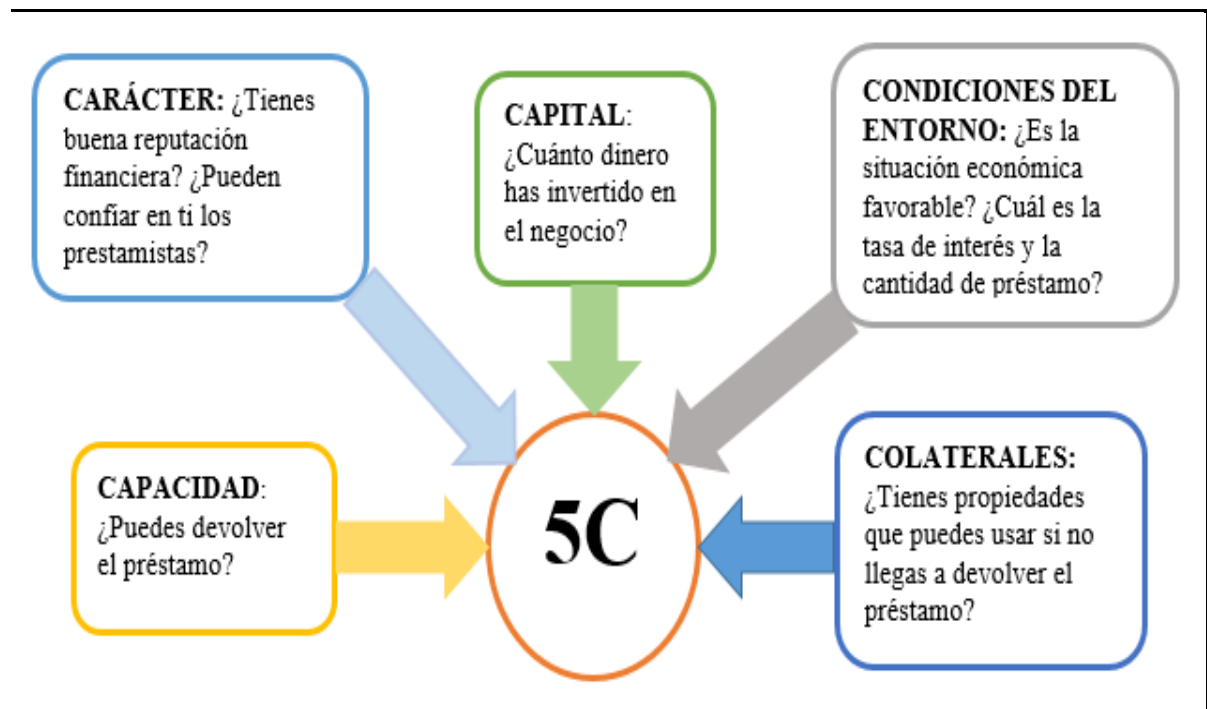 CARÁCTER: ¿Tienes
buena reputación
financiera? ¿Pueden
confíar en ti los
prestamistas?
CAPITAL:
¿Cuánto dinero
has invertido en
el negocio?
CONDICIONES DEL
ENTORNO: ¿Es la
situación económica
favorable? ¿Cuál es la
tasa de interés y la
cantidad de préstamo?
CAPACIDAD:
¿Puedes devolver
el préstamo?
5C
COLATERALES:
¿Tienes propiedades
que puedes usar si no
llegas a devolver el
préstamo?